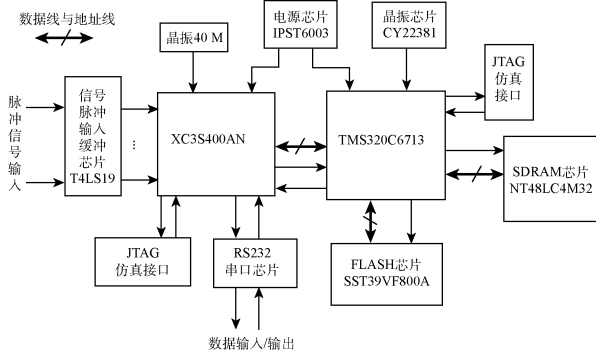 数据线与地址线
晶振40 M
电源芯片
IPST6003
晶振芯片
CY22381
JTAG
仿真
接口
脉
冲
信
号
输
入
信号
脉冲
输入
缓冲
芯片
T4LS19
...
XC3S400AN
TMS320C6713
SDRAM芯片
NT48LC4M32
JTAG
仿真接口
RS232
串口芯片
FLASH芯片
SST39VF800A
数据输入/输出